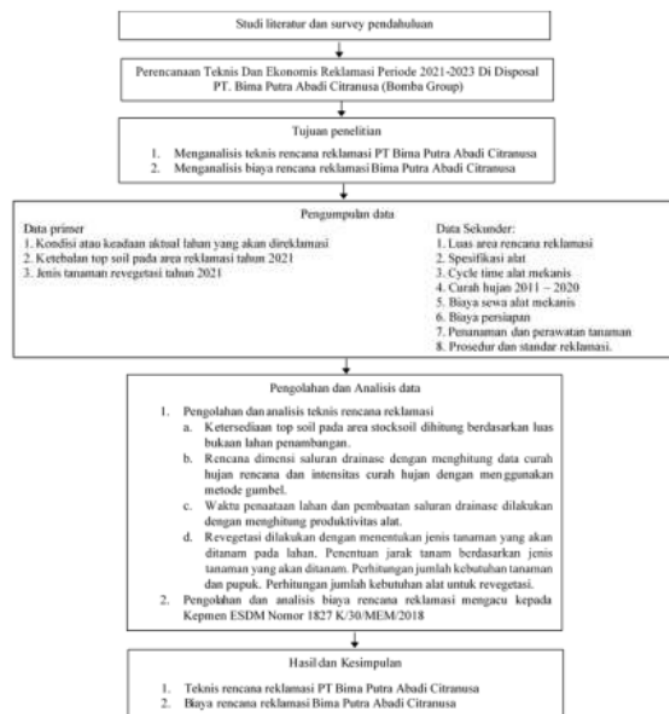 Studi literatur dan survey pendahuluan
Perencanaan Teknis Dan Ekonomis Reklamasi Periode 2021-2023 Di Disposal
PT. Bima Putra Abadi Citranusa (Bomba Group)
Tujuan penelitian
1. Menganalisis teknis rencana reklamasi PT Bima Putra Abadi Citranusa
2. Menganalisis biaya rencana reklamasi Bima Putra Abadi Citranusa
Pengumpulan data
Data primer
1. Kondisi atau keadaan aktual lahan yang akan direklamasi
2. Ketebalan top soil pada area reklamasi tahun 2021
3. Jenis tanaman revegetasi tahun 2021
Data Sekunder:
1. Luas area rencana reklamasi
2. Spesifikasi alat
3. Cycle time alat mekanis
4. Curah hujan 2011 – 2020
5. Biaya sewa alat mekanis
6. Biaya persiapan
7. Penanaman dan perawatan tanaman
8. Prosedur dan standar reklamasi.
Pengolahan dan Analisis data
1. Pengolahan dan analisis teknis rencana reklamasi
a. Ketersediaan top soil pada area stocksoil dihitung berdasarkan luas
bukaan lahan penambangan.
b. Rencana dimensi saluran drainase dengan menghitung data curah
hujan rencana dan intensitas curah hujan dengan menggunakan
metode gumbel.
c. Waktu penaataan lahan dan pembuatan saluran drainase dilakukan
dengan menghitung produktivitas alat.
d. Revegetasi dilakukan dengan menentukan jenis tanaman yang akan
ditanam pada lahan. Penentuan jarak tanam berdasarkan jenis
tanaman yang akan ditanam. Perhitungan jumlah kebutuhan tanaman
dan pupuk. Perhitungan jumlah kebutuhan alat untuk revegetasi.
2. Pengolahan dan analisis biaya rencana reklamasi mengacu kepada
Kepmen ESDM Nomor 1827 K/30/MEM/2018
Hasil dan Kesimpulan
1. Teknis rencana reklamasi PT Bima Putra Abadi Citranusa
2. Biaya rencana reklamasi Bima Putra Abadi Citranusa